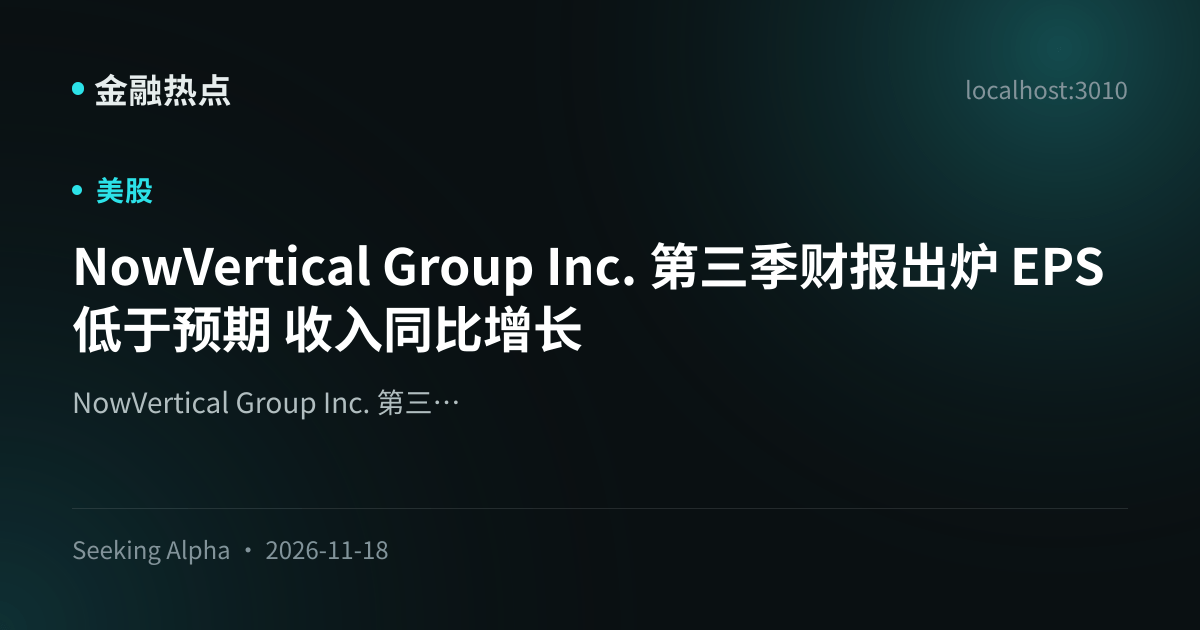 金融热点
localhost:3010
美股
NowVertical Group Inc. 第三季财报出炉 EPS
低于预期 收入同比增长
NowVertical Group Inc. 第三…
Seeking Alpha · 2026-11-18